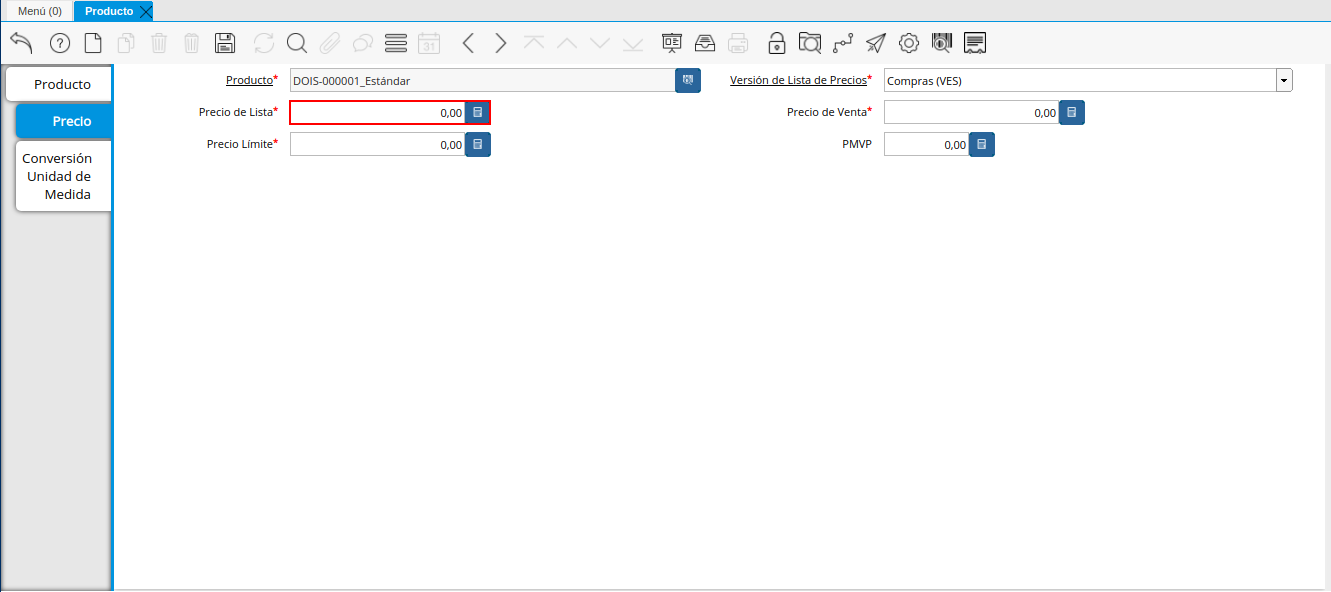 Menú (0)
Producto
?
31
Producto
Precio
Conversión
Unidad de
Medida
Producto*
DOIS-000001_Estándar
Versión de Lista de Precios*
Compras (VES)
Precio de Lista*
0,00
Precio de Venta*
0,00
Precio Límite*
0,00
PMVP
0,00